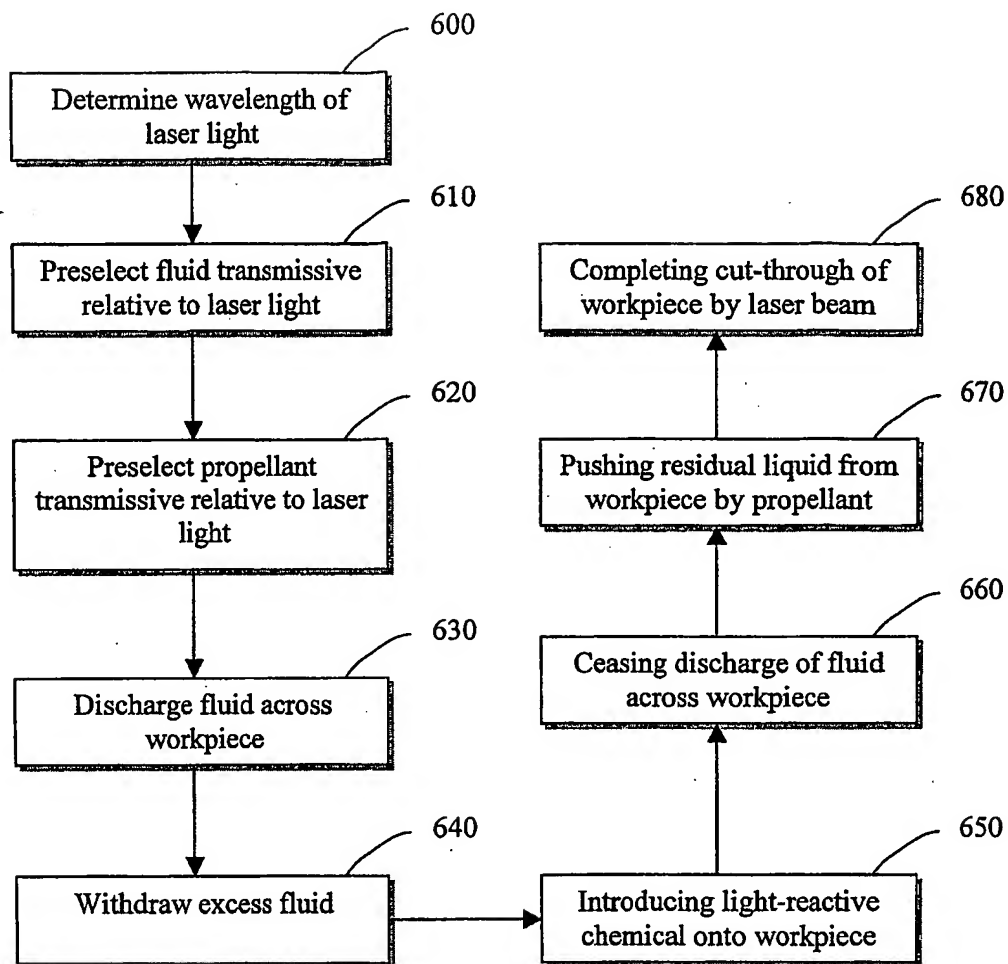 600
Determine wavelength of
laser light
610
Preselect fluid transmissive
relative to laser light
620
Preselect propellant
transmissive relative to laser
light
630
Discharge fluid across
workpiece
640
Withdraw excess fluid
650
Introducing light-reactive
chemical onto workpiece
660
Ceasing discharge of fluid
across workpiece
670
Pushing residual liquid from
workpiece by propellant
680
Completing cut-through of
workpiece by laser beam